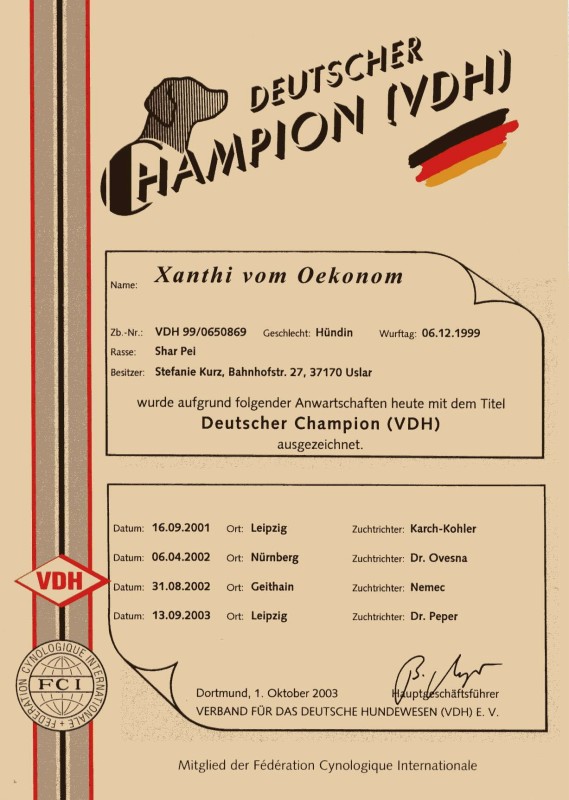 DEUTSCHER
CHAMPION (VDH)
Name: Xanthi vom Oekonom
Zb.-Nr.: VDH 99/0650869 Geschlecht: Hündin Wurftag: 06.12.1999
Rasse: Shar Pei
Besitzer: Stefanie Kurz, Bahnhofstr. 27, 37170 Uslar
wurde aufgrund folgender Anwartschaften heute mit dem Titel
Deutscher Champion (VDH)
ausgezeichnet.
Datum: 16.09.2001 Ort: Leipzig Zuchtrichter: Karch-Kohler
Datum: 06.04.2002 Ort: Nürnberg Zuchtrichter: Dr. Ovesna
Datum: 31.08.2002 Ort: Geithain Zuchtrichter: Nemec
Datum: 13.09.2003 Ort: Leipzig Zuchtrichter: Dr. Peper
VDH
FEDERATION CYNOLOGIQUE INTERNATIONALE
FCI
Dortmund, 1. Oktober 2003 Hauptgeschäftsführer
VERBAND FÜR DAS DEUTSCHE HUNDEWESEN (VDH) E. V.
Mitglied der Fédération Cynologique Internationale